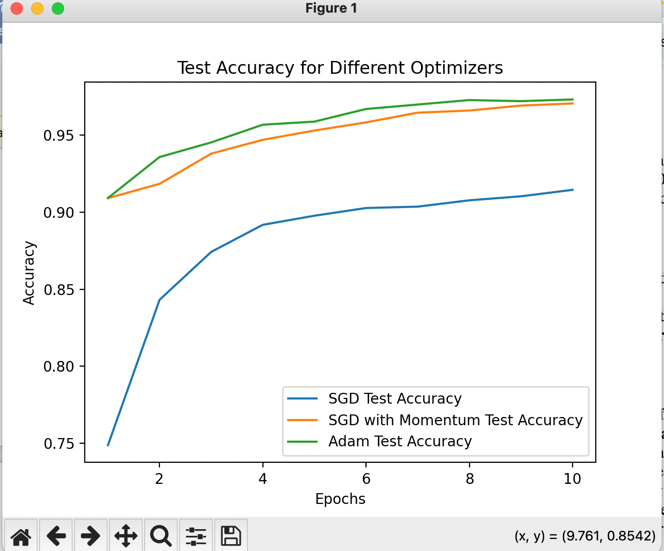 Figure 1
Test Accuracy for Different Optimizers
0.95
0.90
0.85
0.80
0.75
Accuracy
SGD Test Accuracy
SGD with Momentum Test Accuracy
Adam Test Accuracy
2 4 6 8 10
Epochs
(x, y) = (9.761, 0.8542)